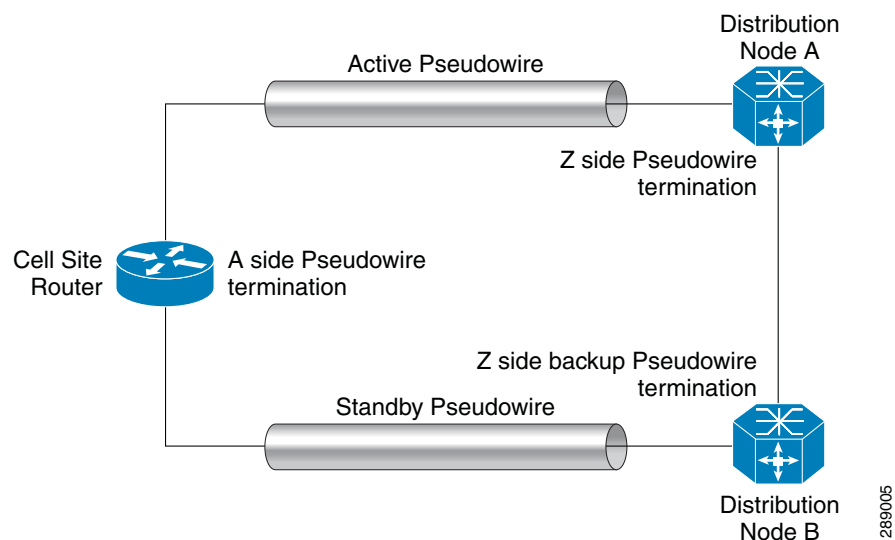 Distribution
Node A
Active Pseudowire
Z side Pseudowire
termination
Cell Site
Router
A side Pseudowire
termination
Z side backup Pseudowire
termination
Standby Pseudowire
Distribution
Node B
289005